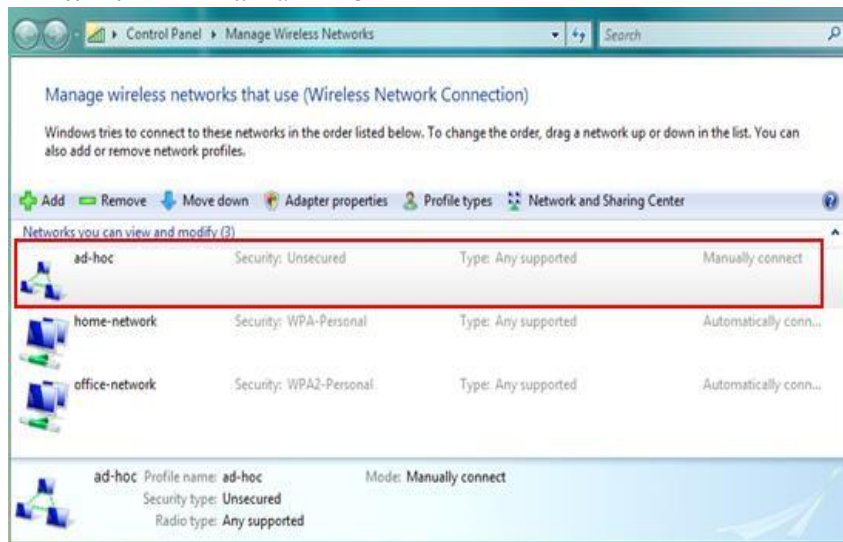 Control Panel Manage Wireless Networks Search
Manage wireless networks that use (Wireless Network Connection)
Windows tries to connect to these networks in the order listed below. To change the order, drag a network up or down in the list. You can
also add or remove network profiles.
Add Remove Move down Adapter properties Profile types Network and Sharing Center
Networks you can view and modify (3)
ad-hoc Security: Unsecured Type: Any supported Manually connect
home-network Security: WPA-Personal Type: Any supported Automatically conn...
office-network Security: WPA2-Personal Type: Any supported Automatically conn...
ad-hoc Profile name: ad-hoc Mode: Manually connect
Security type: Unsecured
Radio type: Any supported